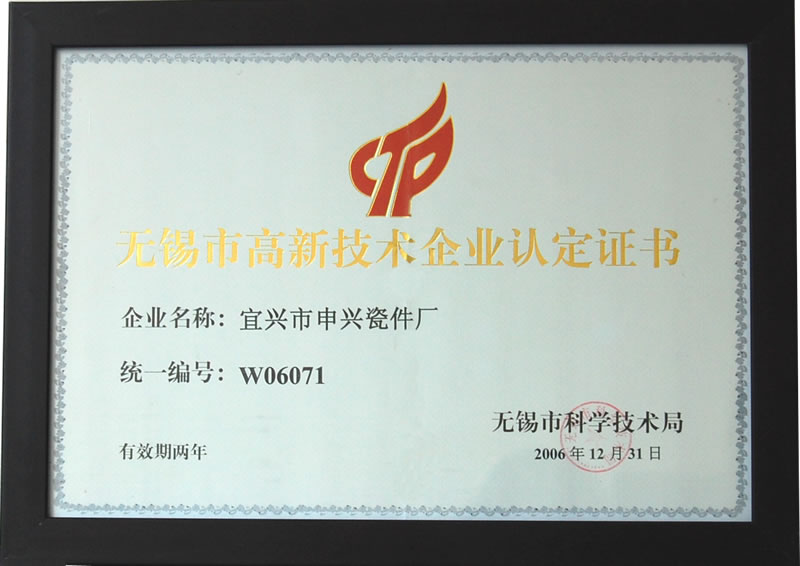 无锡市高新技术企业认定证书
企业名称：宜兴市申兴瓷件厂
统一编号：W06071
无锡市科学技术局
有效期两年
2006年12月31日